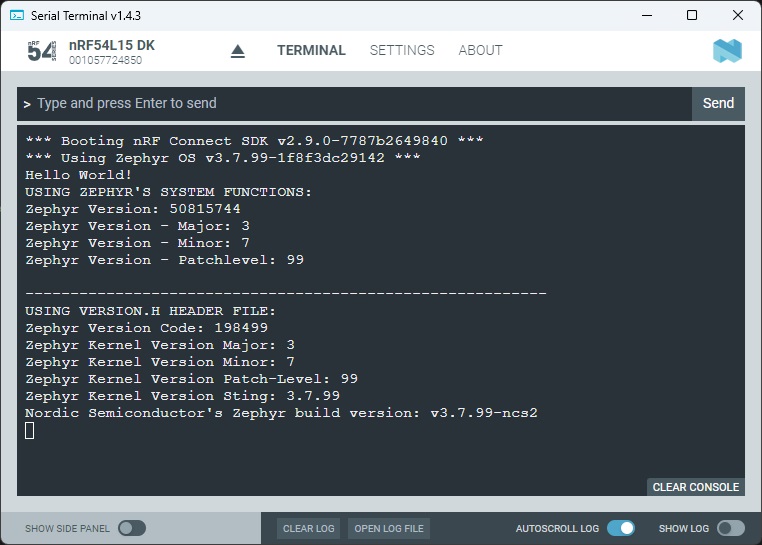 Serial Terminal v1.4.3
nRF
54
SERIES
nRF54L15 DK
001057724850
TERMINAL
SETTINGS
ABOUT
> Type and press Enter to send
Send
*** Booting nRF Connect SDK v2.9.0-7787b2649840 ***
*** Using Zephyr OS v3.7.99-1f8f3dc29142 ***
Hello World!
USING ZEPHYR'S SYSTEM FUNCTIONS:
Zephyr Version: 50815744
Zephyr Version - Major: 3
Zephyr Version - Minor: 7
Zephyr Version - Patchlevel: 99
----------------------------------------------------------
USING VERSION.H HEADER FILE:
Zephyr Version Code: 198499
Zephyr Kernel Version Major: 3
Zephyr Kernel Version Minor: 7
Zephyr Kernel Version Patch-Level: 99
Zephyr Kernel Version Sting: 3.7.99
Nordic Semiconductor's Zephyr build version: v3.7.99-ncs2
CLEAR CONSOLE
SHOW SIDE PANEL
CLEAR LOG
OPEN LOG FILE
AUTOSCROLL LOG
SHOW LOG